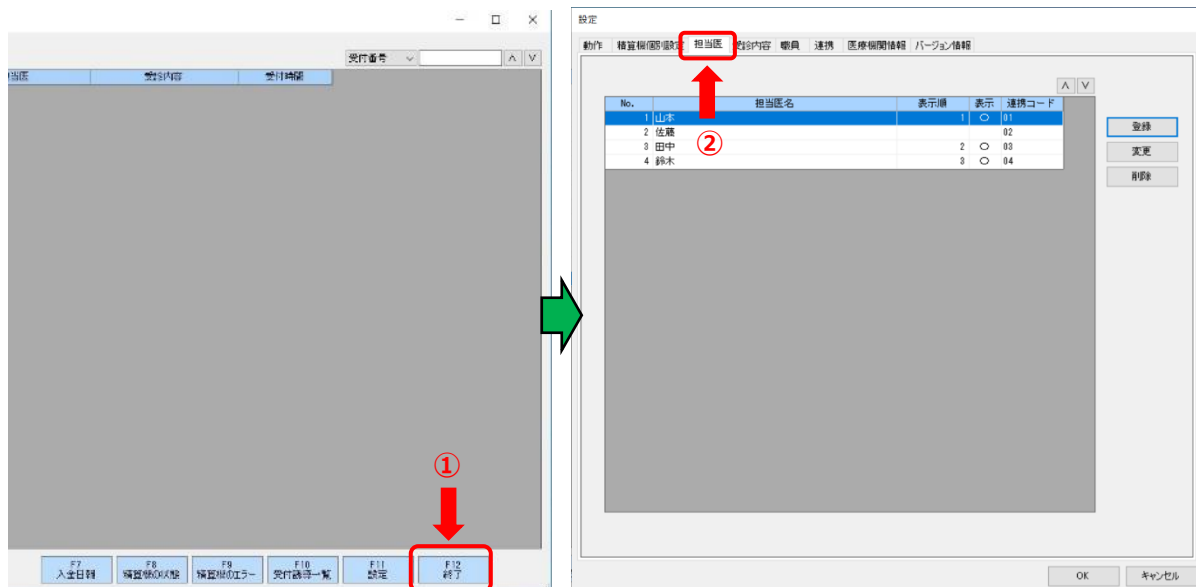 受付番号
担当医 受診内容 受付時間
①
F7 F8 F9 F10 F11 F12
入金日報 精算機の状態 精算機のエラー 受付誘導一覧 設定 終了
設定
動作 精算機個別設定 担当医 受診内容 職員 連携 医療機関情報 バージョン情報
②
No. 担当医名 表示順 表示 連携コード
1 山本 1 ○ 01
2 佐藤 02
3 田中 2 ○ 03
4 鈴木 3 ○ 04
登録
変更
削除
OK キャンセル